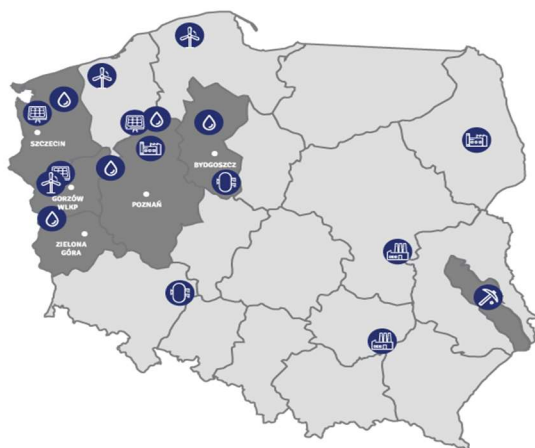 SZCZECIN
BYDGOSZCZ
GORZÓW
WLKP
POZNAŃ
ZIELONA
GÓRA